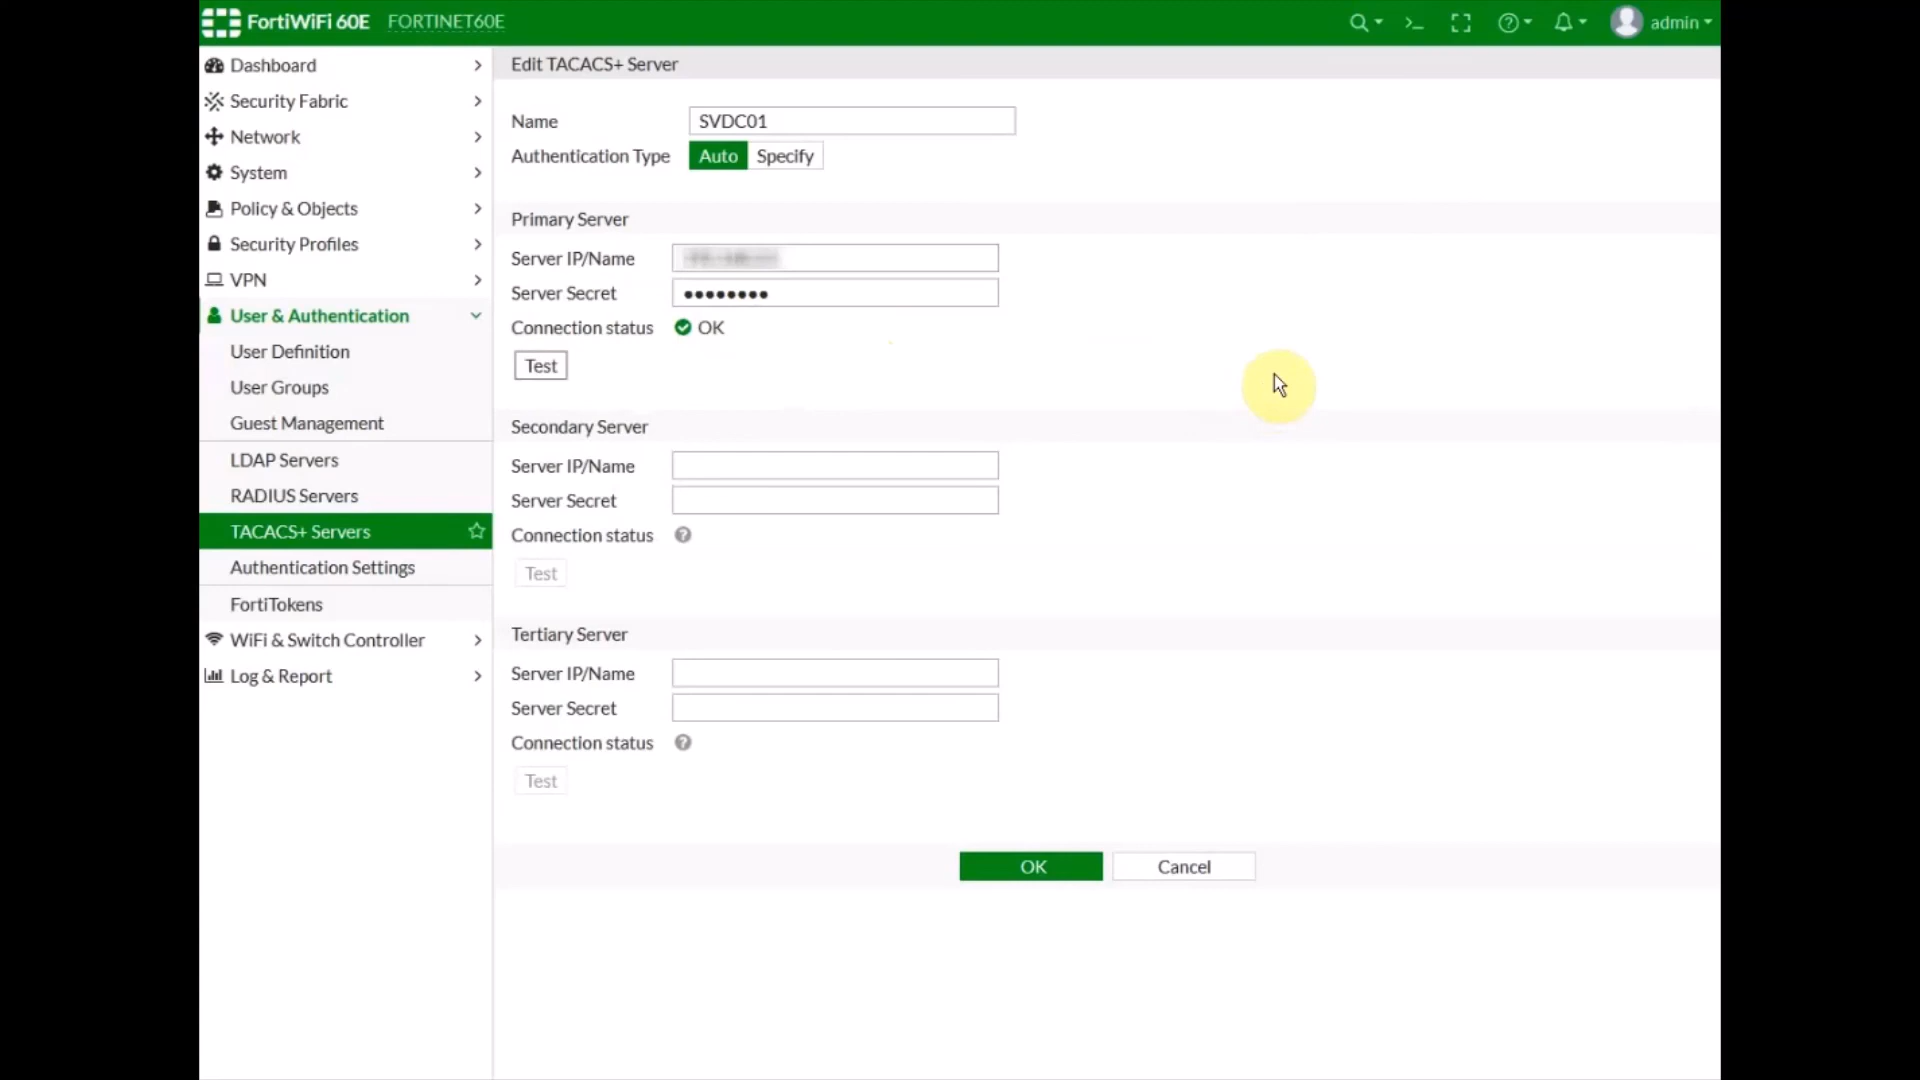 FortiWiFi 60E FORTINET60E
admin
Dashboard
Security Fabric
Network
System
Policy & Objects
Security Profiles
VPN
User & Authentication
User Definition
User Groups
Guest Management
LDAP Servers
RADIUS Servers
TACACS+ Servers
Authentication Settings
FortiTokens
WiFi & Switch Controller
Log & Report
Edit TACACS+ Server
Name SVDC01
Authentication Type Auto Specify
Primary Server
Server IP/Name
Server Secret ••••••••
Connection status OK
Test
Secondary Server
Server IP/Name
Server Secret
Connection status
Test
Tertiary Server
Server IP/Name
Server Secret
Connection status
Test
OK Cancel